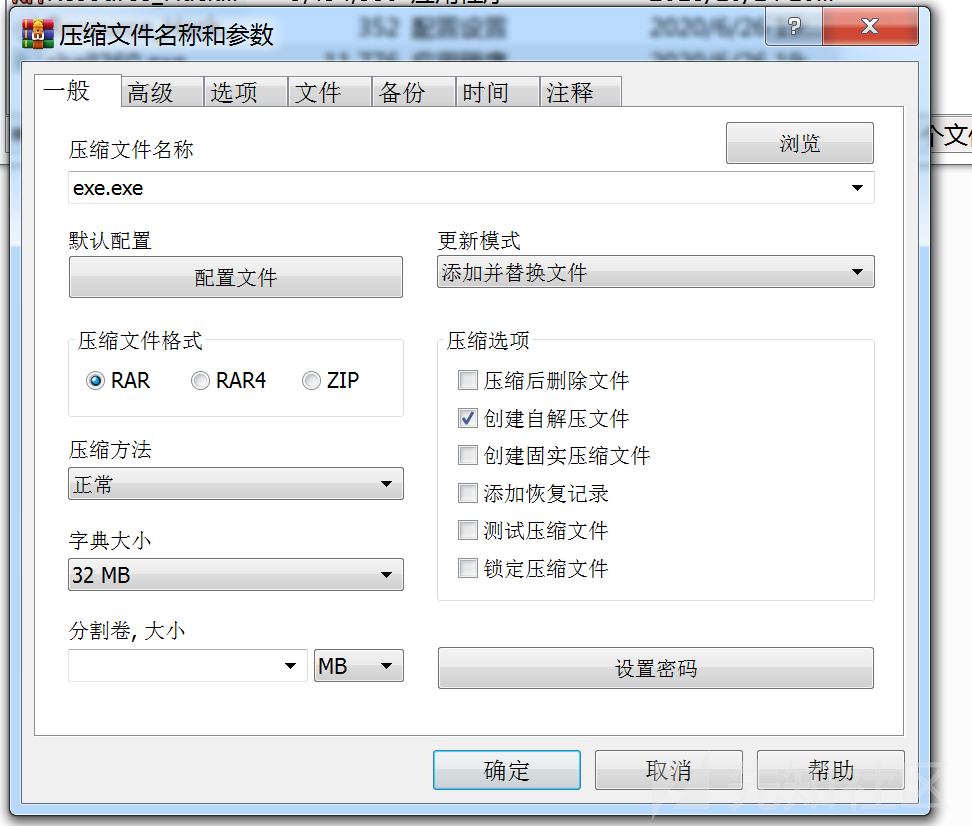 压缩文件名称和参数
?
一般 高级 选项 文件 备份 时间 注释
压缩文件名称
浏览
exe.exe
默认配置
更新模式
配置文件
添加并替换文件
压缩文件格式
RAR RAR4 ZIP
压缩选项
压缩后删除文件
创建自解压文件
创建固实压缩文件
添加恢复记录
测试压缩文件
锁定压缩文件
压缩方法
正常
字典大小
32 MB
分割卷, 大小
MB
设置密码
确定 取消 帮助
个文
先知社区